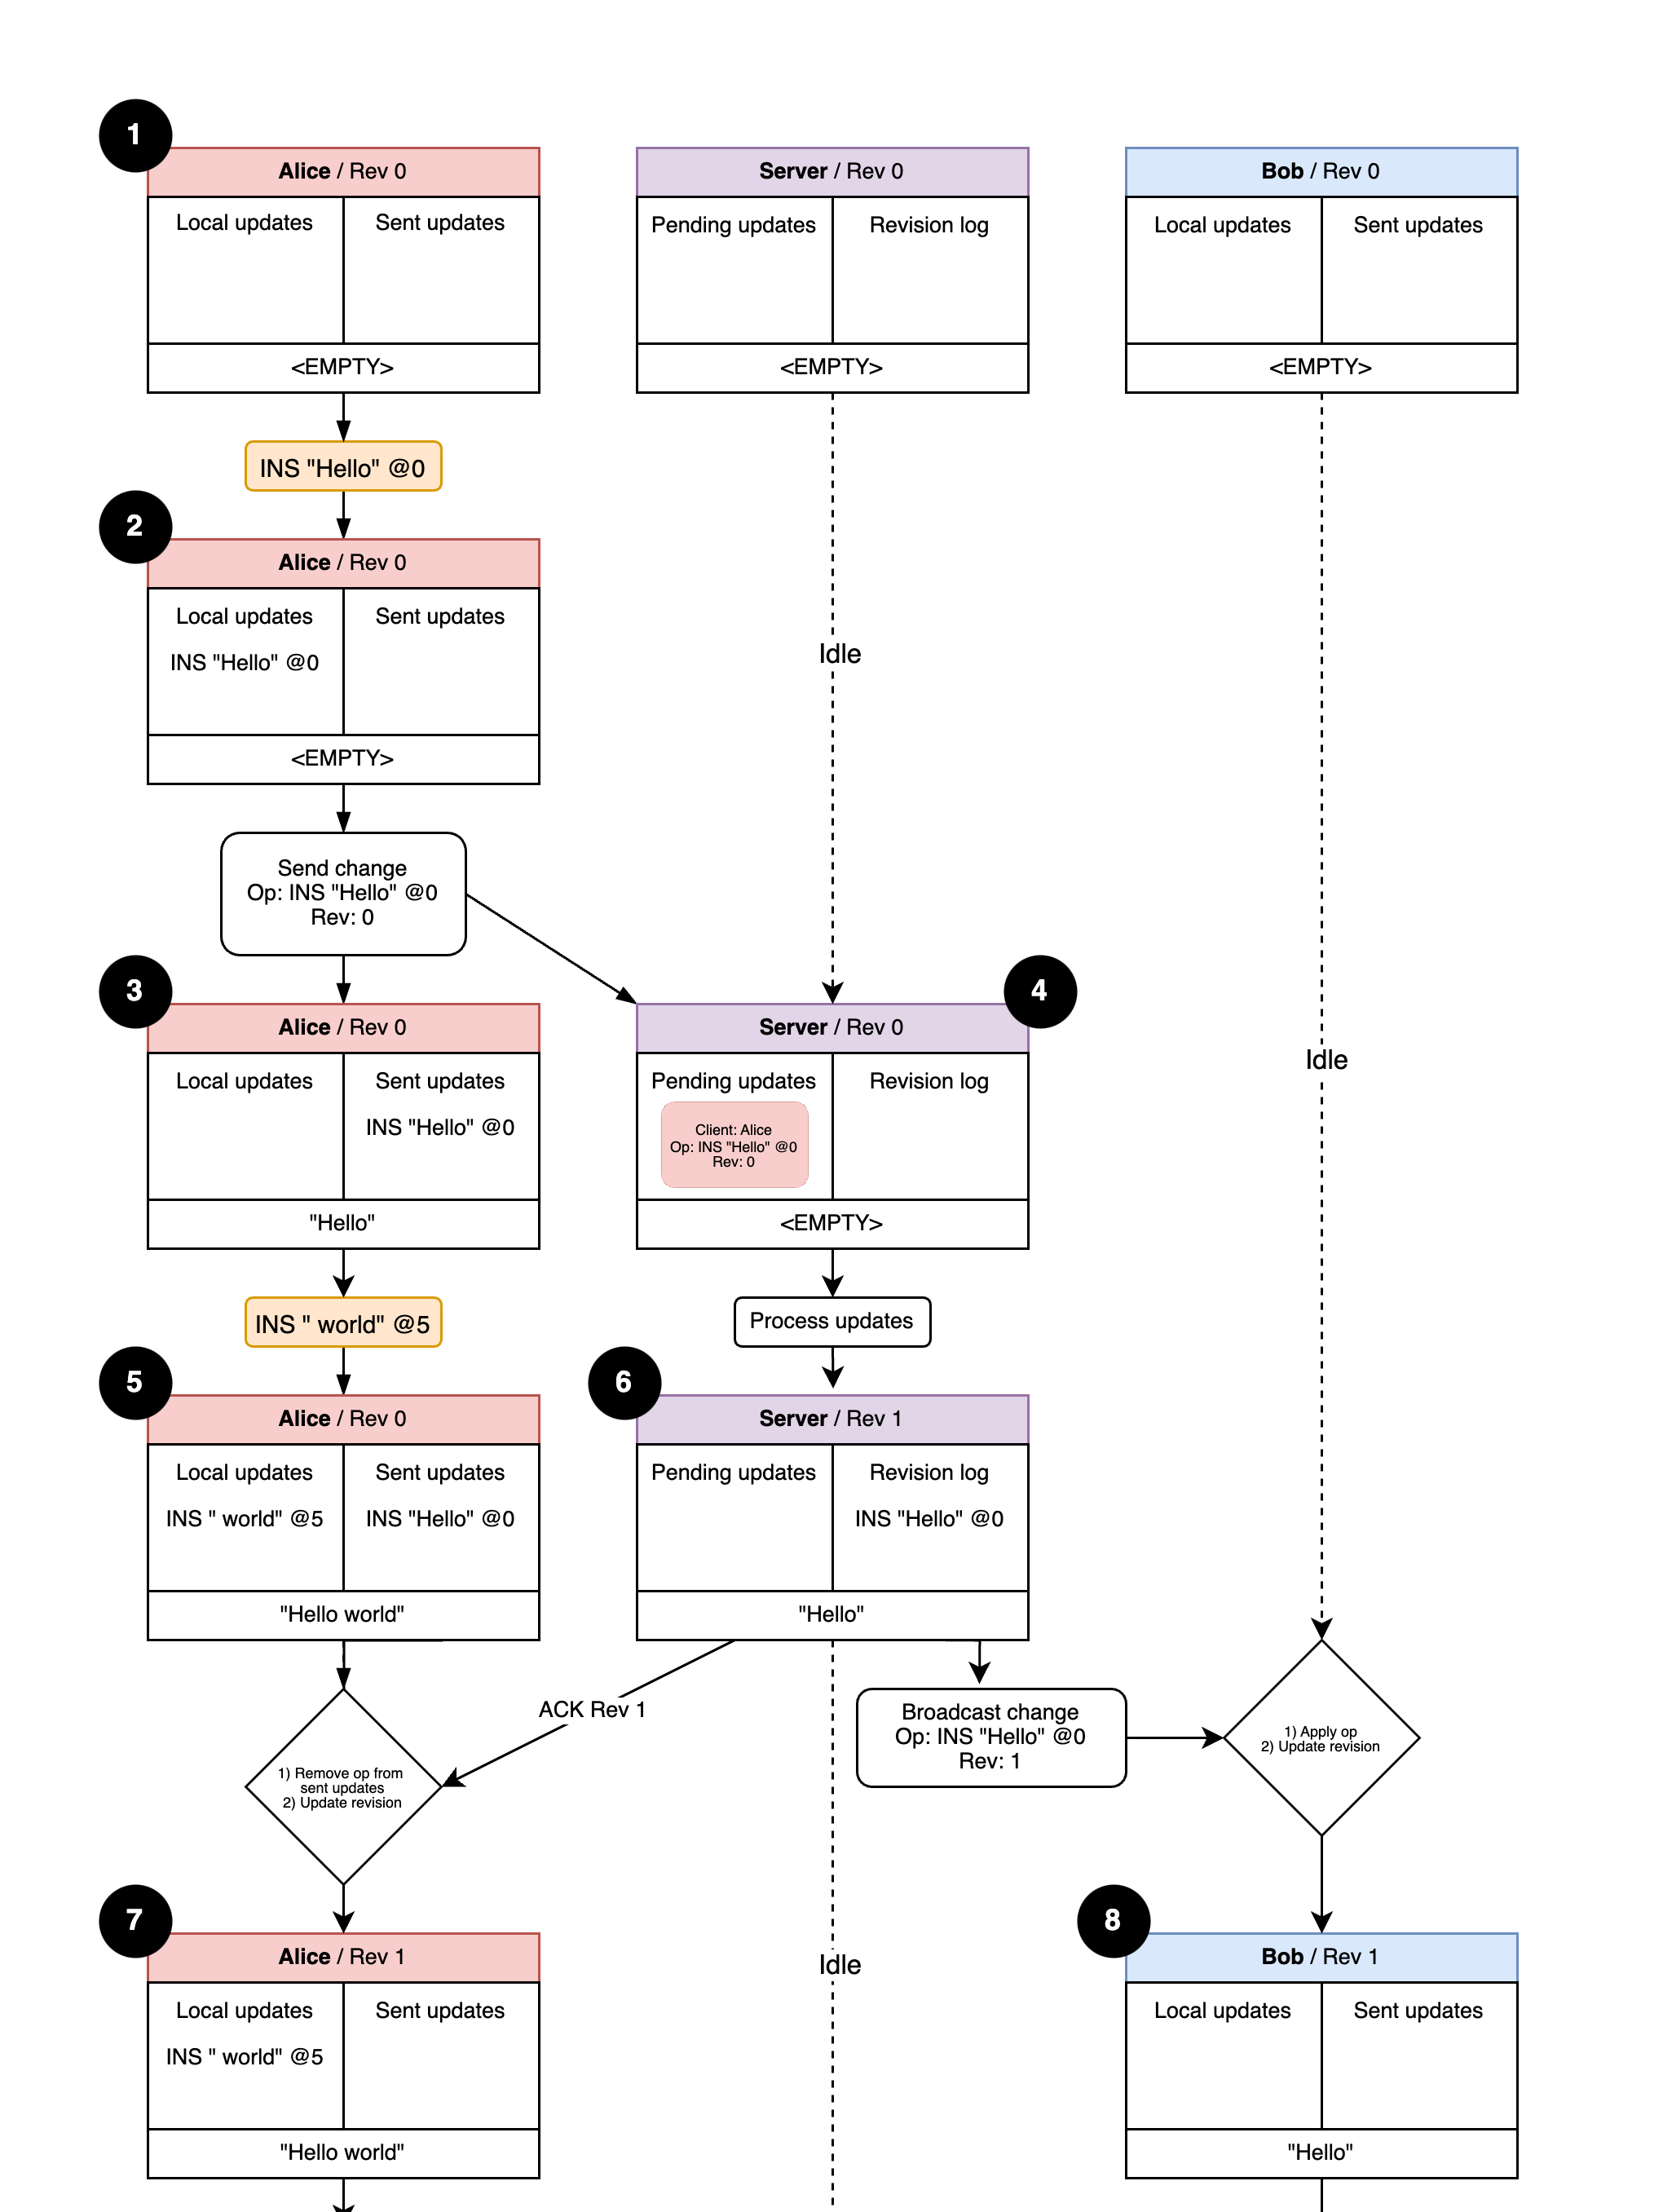 1
Alice / Rev 0
Server / Rev 0
Bob / Rev 0
Local updates
Sent updates
Pending updates
Revision log
Local updates
Sent updates
<EMPTY>
<EMPTY>
<EMPTY>
INS "Hello" @0
2
Alice / Rev 0
Local updates
Sent updates
INS "Hello" @0
<EMPTY>
Idle
Send change
Op: INS "Hello" @0
Rev: 0
3
Alice / Rev 0
Local updates
Sent updates
INS "Hello" @0
"Hello"
4
Server / Rev 0
Pending updates
Revision log
Client: Alice
Op: INS "Hello" @0
Rev: 0
<EMPTY>
Idle
INS " world" @5
Process updates
5
Alice / Rev 0
Local updates
Sent updates
INS " world" @5
INS "Hello" @0
"Hello world"
6
Server / Rev 1
Pending updates
Revision log
INS "Hello" @0
"Hello"
ACK Rev 1
Broadcast change
Op: INS "Hello" @0
Rev: 1
1) Apply op
2) Update revision
1) Remove op from
sent updates
2) Update revision
7
Alice / Rev 1
Local updates
Sent updates
INS " world" @5
"Hello world"
Idle
8
Bob / Rev 1
Local updates
Sent updates
"Hello"